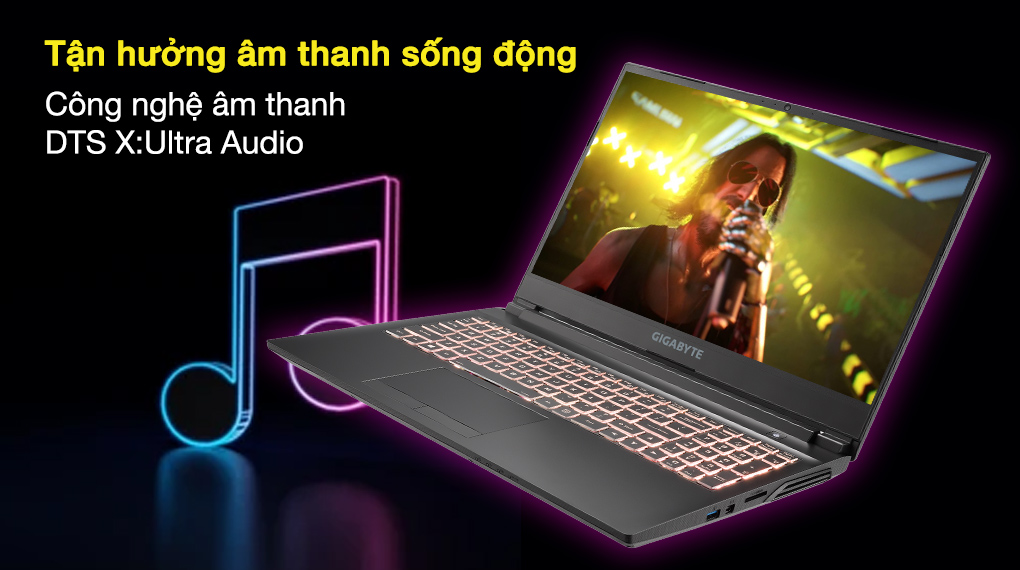 Tận hưởng âm thanh sống động
Công nghệ âm thanh
DTS X:Ultra Audio
GIGABYTE